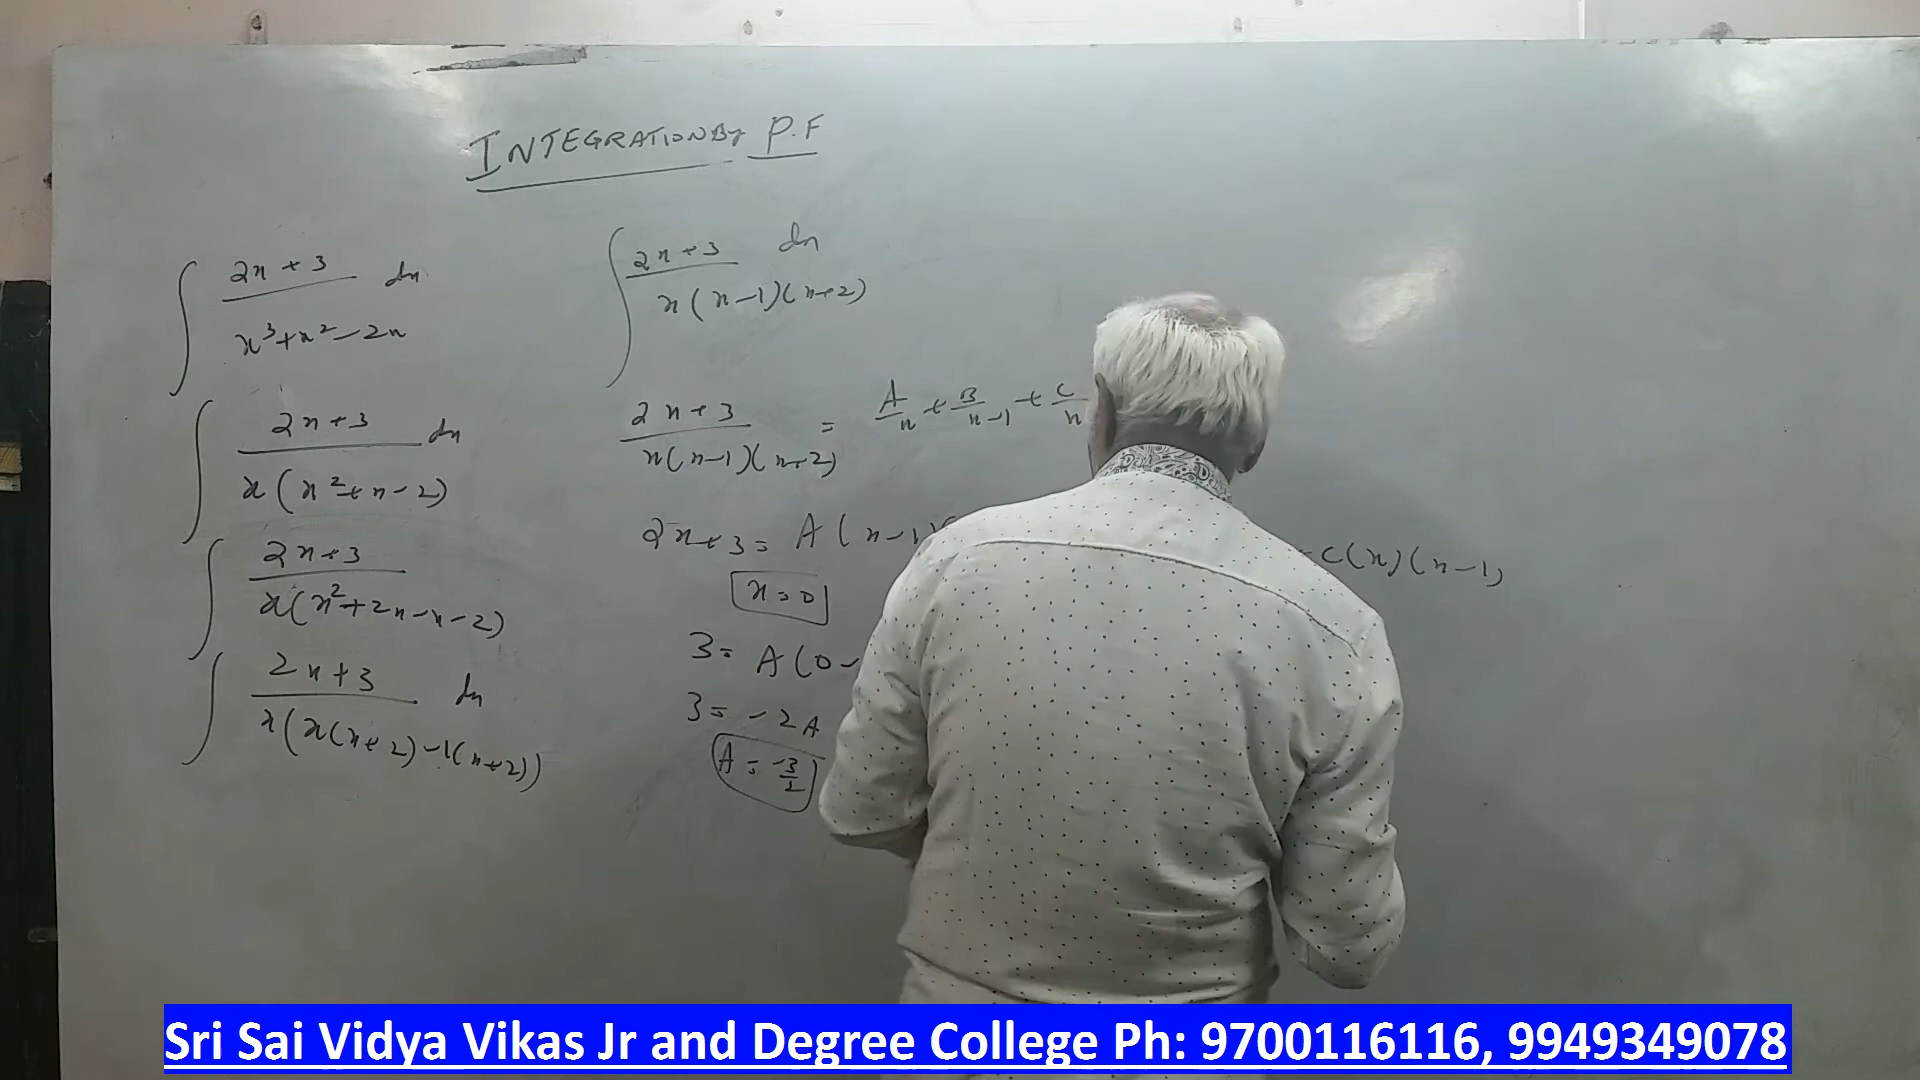 INTEGRATION BY P.F
∫ 2x + 3 / x³ + x² - 2x dx
∫ 2x + 3 / x ( x² + x - 2) dx
∫ 2x + 3 / x( x² + 2x - x - 2)
∫ 2x + 3 / x ( x(x + 2) - 1(x + 2)) dx
∫ 2x + 3 / x ( x - 1)(x + 2) dx
2x + 3 / x(x - 1)(x + 2) = A/x + B/x - 1 + C/x
2x + 3 = A ( x - 1) + C(x) (x - 1)
x = 0
3 = A ( 0 -
3 = - 2A
A = -3/2
Sri Sai Vidya Vikas Jr and Degree College Ph: 9700116116, 9949349078